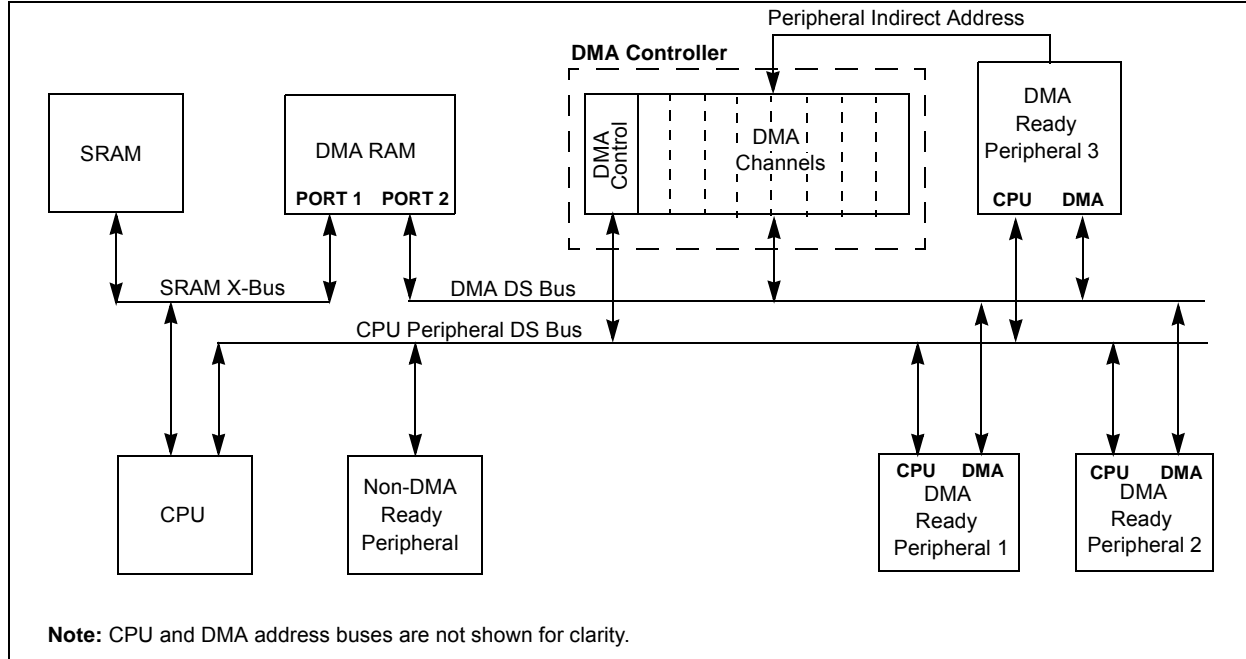 Peripheral Indirect Address
DMA Controller
SRAM
DMA RAM
PORT 1 PORT 2
DMA
Control
DMA
Channels
DMA
Ready
Peripheral 3
CPU DMA
SRAM X-Bus
DMA DS Bus
CPU Peripheral DS Bus
CPU
Non-DMA
Ready
Peripheral
CPU DMA
DMA
Ready
Peripheral 1
CPU DMA
DMA
Ready
Peripheral 2
Note: CPU and DMA address buses are not shown for clarity.